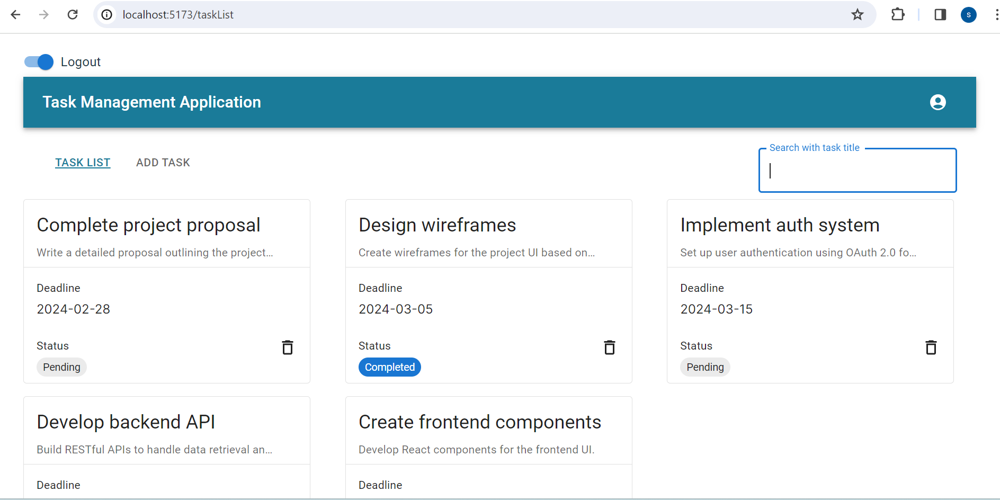 localhost:5173/taskList
S
Logout
Task Management Application
TASK LIST
ADD TASK
Search with task title
Complete project proposal
Write a detailed proposal outlining the project...
Deadline
2024-02-28
Status
Pending
Design wireframes
Create wireframes for the project UI based on...
Deadline
2024-03-05
Status
Completed
Implement auth system
Set up user authentication using OAuth 2.0 fo...
Deadline
2024-03-15
Status
Pending
Develop backend API
Build RESTful APIs to handle data retrieval an...
Deadline
Create frontend components
Develop React components for the frontend UI.
Deadline